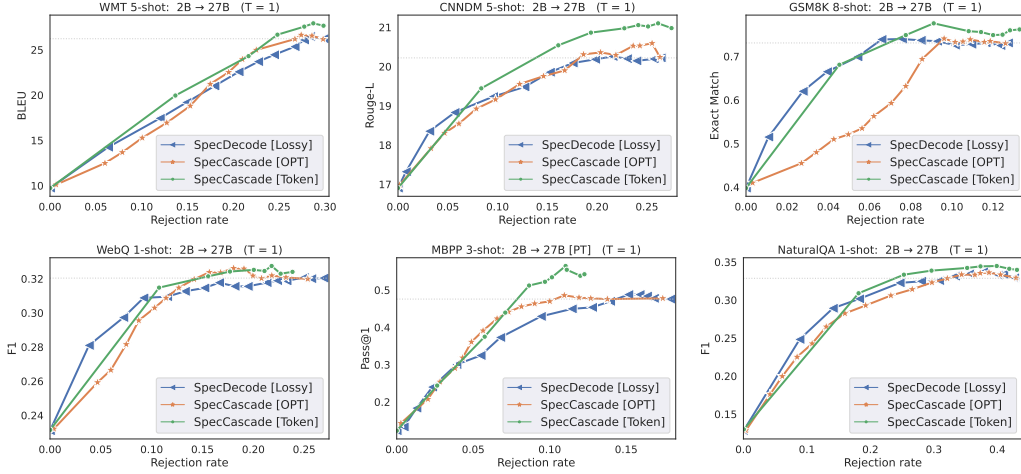 WMT 5-shot: 2B → 27B (T = 1)
BLEU
25
20
15
10
SpecDecode [Lossy]
SpecCascade [OPT]
SpecCascade [Token]
0.00 0.05 0.10 0.15 0.20 0.25 0.30
Rejection rate
CNNDM 5-shot: 2B → 27B (T = 1)
Rouge-L
21
20
19
18
17
SpecDecode [Lossy]
SpecCascade [OPT]
SpecCascade [Token]
0.00 0.05 0.10 0.15 0.20 0.25
Rejection rate
GSM8K 8-shot: 2B → 27B (T = 1)
Exact Match
0.7
0.6
0.5
0.4
SpecDecode [Lossy]
SpecCascade [OPT]
SpecCascade [Token]
0.00 0.02 0.04 0.06 0.08 0.10 0.12
Rejection rate
WebQ 1-shot: 2B → 27B (T = 1)
F1
0.32
0.30
0.28
0.26
0.24
SpecDecode [Lossy]
SpecCascade [OPT]
SpecCascade [Token]
0.00 0.05 0.10 0.15 0.20 0.25
Rejection rate
MBPP 3-shot: 2B → 27B [PT] (T = 1)
Pass@1
0.5
0.4
0.3
0.2
SpecDecode [Lossy]
SpecCascade [OPT]
SpecCascade [Token]
0.00 0.05 0.10 0.15
Rejection rate
NaturalQA 1-shot: 2B → 27B (T = 1)
F1
0.35
0.30
0.25
0.20
0.15
SpecDecode [Lossy]
SpecCascade [OPT]
SpecCascade [Token]
0.0 0.1 0.2 0.3 0.4
Rejection rate